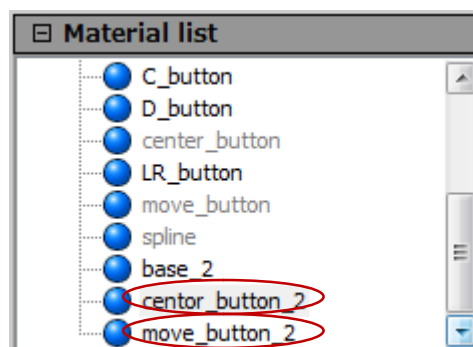 Material list
C_button
D_button
center_button
LR_button
move_button
spline
base_2
centor_button_2
move_button_2